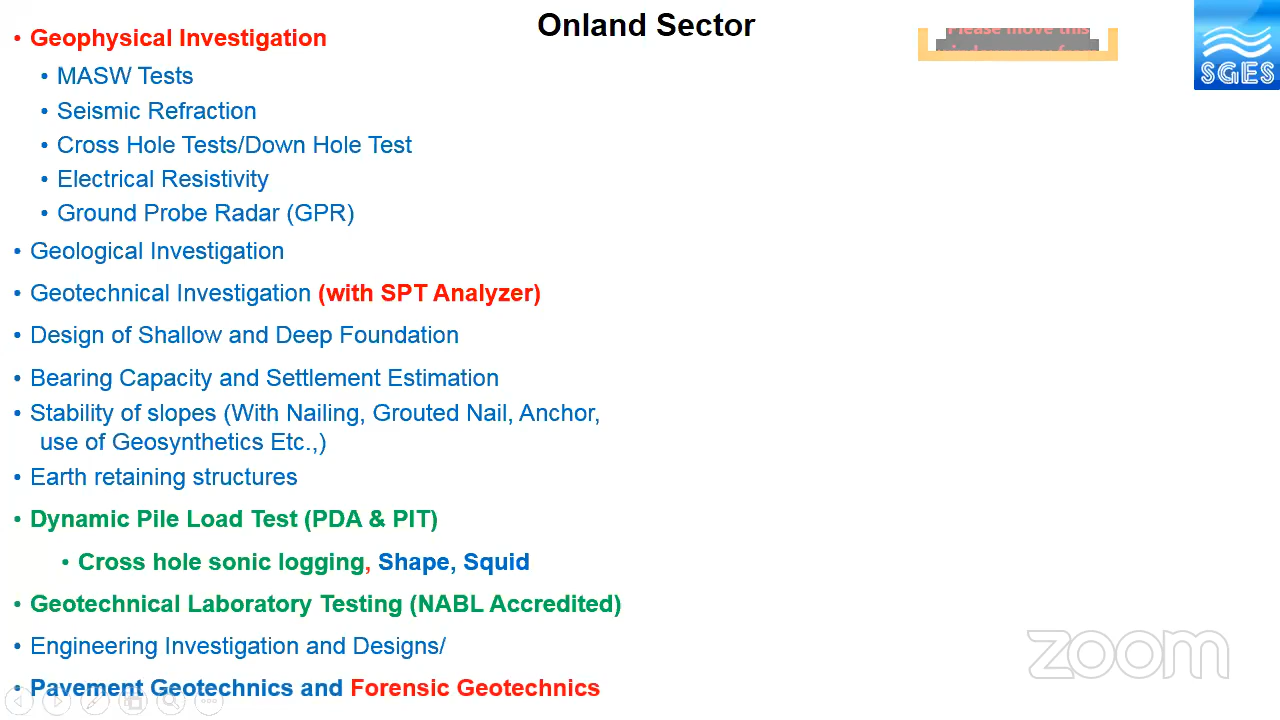 Onland Sector
Please move this
SGES
• Geophysical Investigation
• MASW Tests
• Seismic Refraction
• Cross Hole Tests/Down Hole Test
• Electrical Resistivity
• Ground Probe Radar (GPR)
• Geological Investigation
• Geotechnical Investigation (with SPT Analyzer)
• Design of Shallow and Deep Foundation
• Bearing Capacity and Settlement Estimation
• Stability of slopes (With Nailing, Grouted Nail, Anchor,
use of Geosynthetics Etc.,)
• Earth retaining structures
• Dynamic Pile Load Test (PDA & PIT)
• Cross hole sonic logging, Shape, Squid
• Geotechnical Laboratory Testing (NABL Accredited)
• Engineering Investigation and Designs/
• Pavement Geotechnics and Forensic Geotechnics
zoom